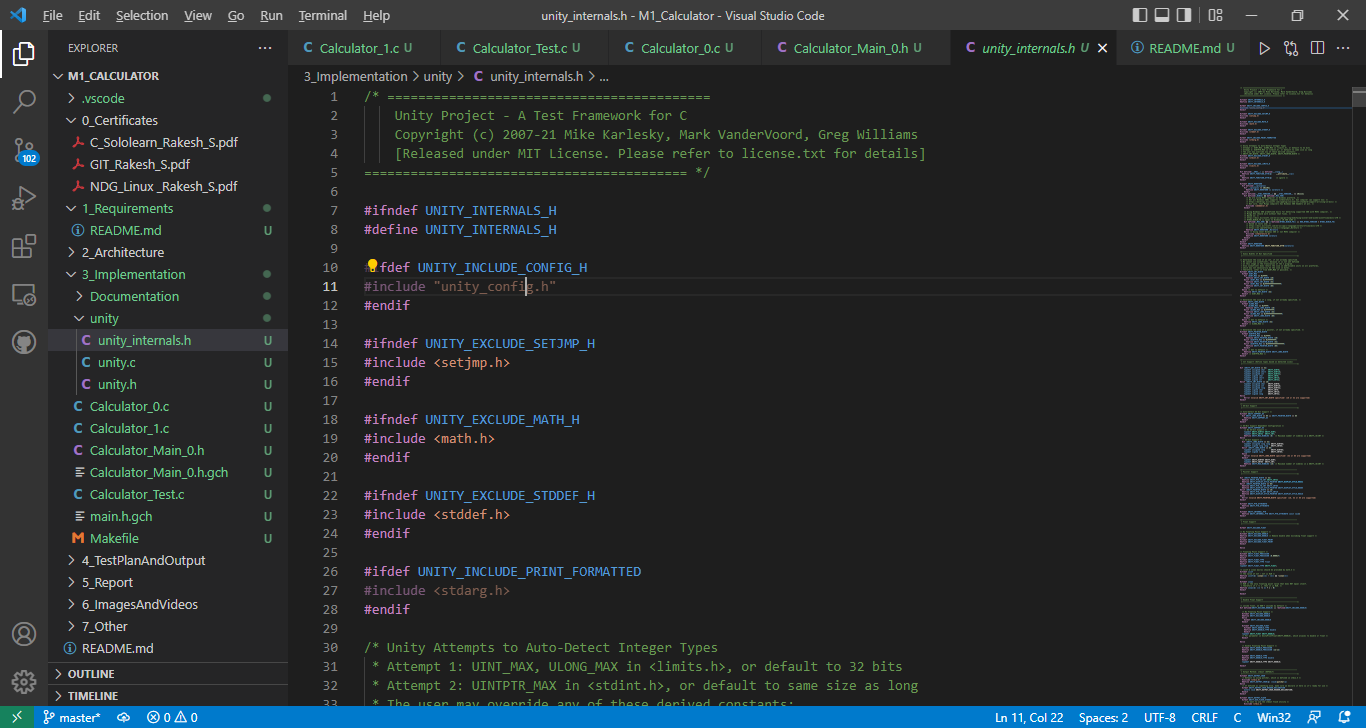 File Edit Selection View Go Run Terminal Help
unity_internals.h - M1_Calculator - Visual Studio Code
EXPLORER
M1_CALCULATOR
.vscode
0_Certificates
C_Sololearn_Rakesh_S.pdf
GIT_Rakesh_S.pdf
NDG_Linux _Rakesh_S.pdf
1_Requirements
README.md U
2_Architecture
3_Implementation
Documentation
unity
unity_internals.h U
unity.c U
unity.h U
Calculator_0.c U
Calculator_1.c U
Calculator_Main_0.h U
Calculator_Main_0.h.gch U
Calculator_Test.c U
main.h.gch U
Makefile U
4_TestPlanAndOutput
5_Report
6_ImagesAndVideos
7_Other
README.md
OUTLINE
TIMELINE
102
Calculator_1.c U
Calculator_Test.c U
Calculator_0.c U
Calculator_Main_0.h U
unity_internals.h U
README.md U
3_Implementation > unity > C unity_internals.h > ...
1 /* ==========================================
2 Unity Project - A Test Framework for C
3 Copyright (c) 2007-21 Mike Karlesky, Mark VanderVoord, Greg Williams
4 [Released under MIT License. Please refer to license.txt for details]
5 ========================================== */
6
7 #ifndef UNITY_INTERNALS_H
8 #define UNITY_INTERNALS_H
9
10 fdef UNITY_INCLUDE_CONFIG_H
11 #include "unity_config.h"
12 #endif
13
14 #ifndef UNITY_EXCLUDE_SETJMP_H
15 #include <setjmp.h>
16 #endif
17
18 #ifndef UNITY_EXCLUDE_MATH_H
19 #include <math.h>
20 #endif
21
22 #ifndef UNITY_EXCLUDE_STDDEF_H
23 #include <stddef.h>
24 #endif
25
26 #ifdef UNITY_INCLUDE_PRINT_FORMATTED
27 #include <stdarg.h>
28 #endif
29
30 /* Unity Attempts to Auto-Detect Integer Types
31 * Attempt 1: UINT_MAX, ULONG_MAX in <limits.h>, or default to 32 bits
32 * Attempt 2: UINTPTR_MAX in <stdint.h>, or default to same size as long
33 * The user may override any of these derived constants:
master* 0 0
Ln 11, Col 22 Spaces: 2 UTF-8 CRLF C Win32